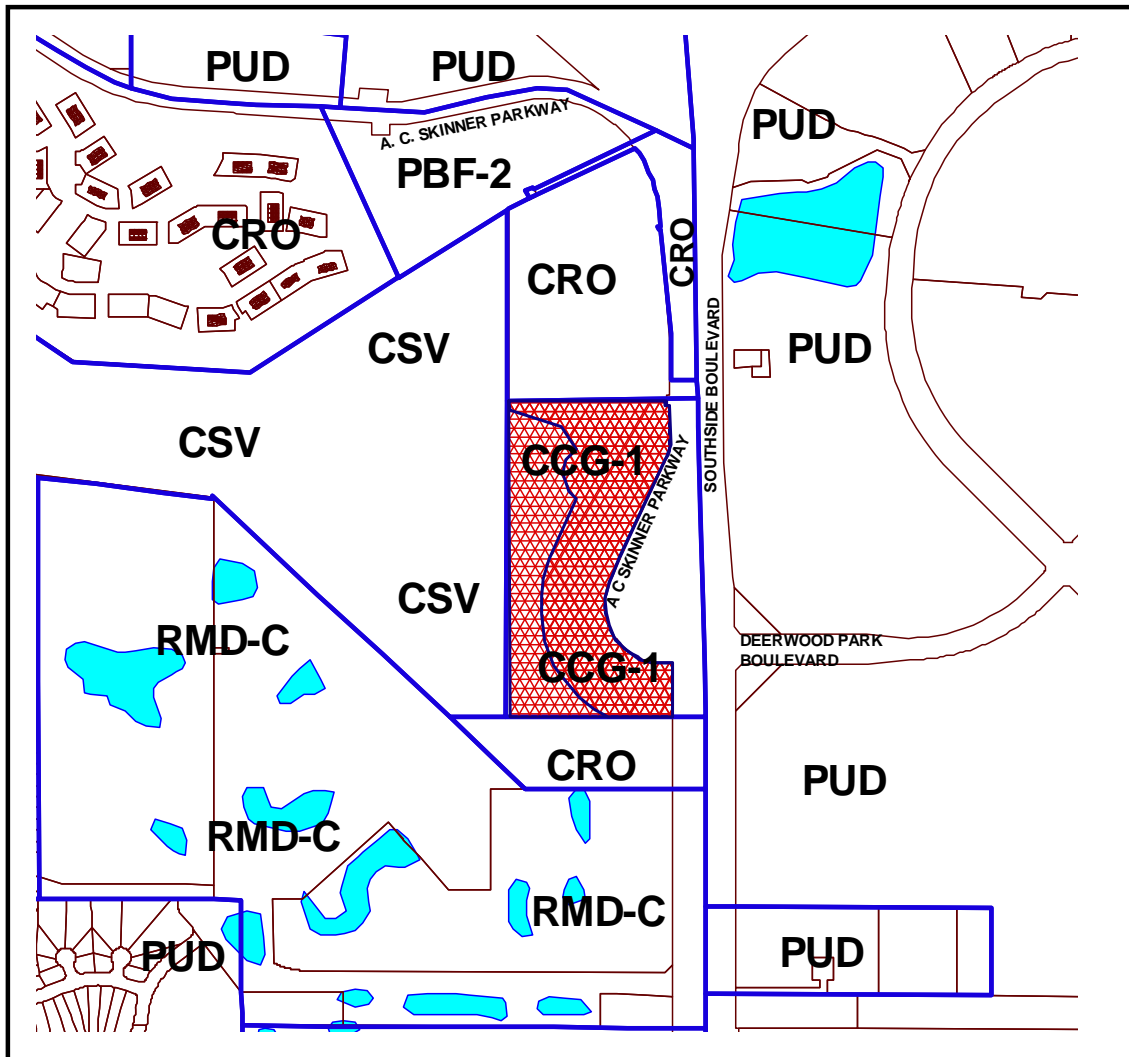 PUD
PUD
A. C. SKINNER PARKWAY
PUD
PBF-2
CRO
CRO
CRO
CSV
SOUTHSIDE BOULEVARD
PUD
CSV
CCG-1
A C SKINNER PARKWAY
CSV
RMD-C
DEERWOOD PARK
BOULEVARD
CCG-1
CRO
PUD
RMD-C
RMD-C
PUD
PUD